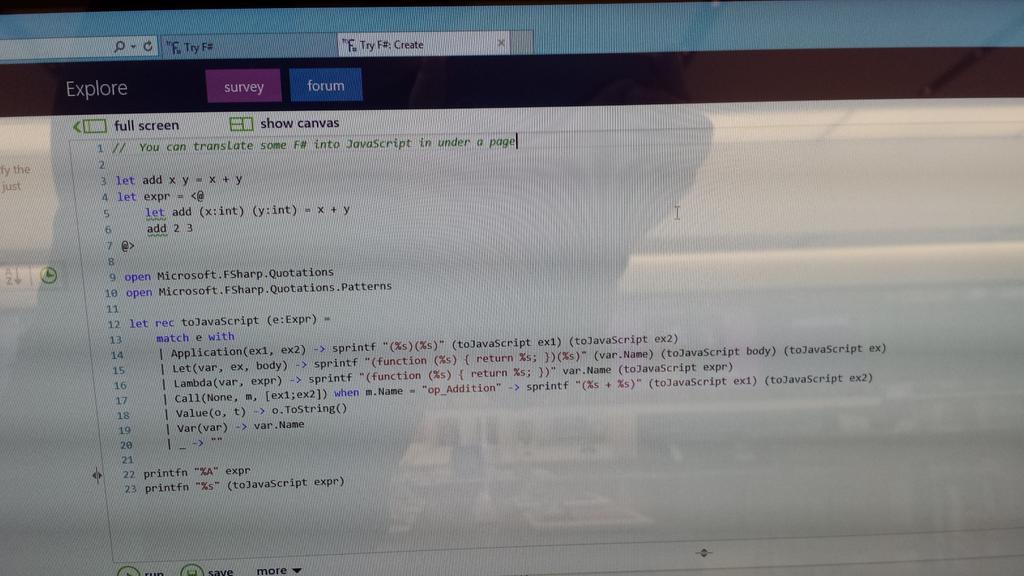 Try F#
Try F#: Create
Explore
survey
forum
full screen
show canvas
fy the
just
1 // You can translate some F# into JavaScript in under a page
2
3 let add x y = x + y
4 let expr = <@
5 let add (x:int) (y:int) = x + y
6 add 2 3
7 @>
8
9 open Microsoft.FSharp.Quotations
10 open Microsoft.FSharp.Quotations.Patterns
11
12 let rec toJavaScript (e:Expr) =
13 match e with
14 | Application(ex1, ex2) -> sprintf "(%s)(%s)" (toJavaScript ex1) (toJavaScript ex2)
15 | Let(var, ex, body) -> sprintf "(function (%s) { return %s; })(%s)" (var.Name) (toJavaScript body) (toJavaScript ex)
16 | Lambda(var, expr) -> sprintf "(function (%s) { return %s; })" var.Name (toJavaScript expr)
17 | Call(None, m, [ex1;ex2]) when m.Name = "op_Addition" -> sprintf "(%s + %s)" (toJavaScript ex1) (toJavaScript ex2)
18 | Value(o, t) -> o.ToString()
19 | Var(var) -> var.Name
20 | _ -> ""
21
22 printfn "%A" expr
23 printfn "%s" (toJavaScript expr)
run save more